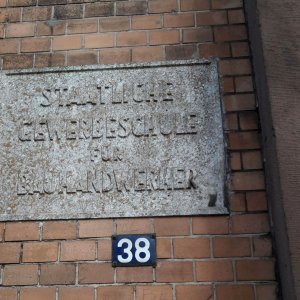 STAATLICHE
GEWERBESCHULE
FÜR
BAUHANDWERKER
38